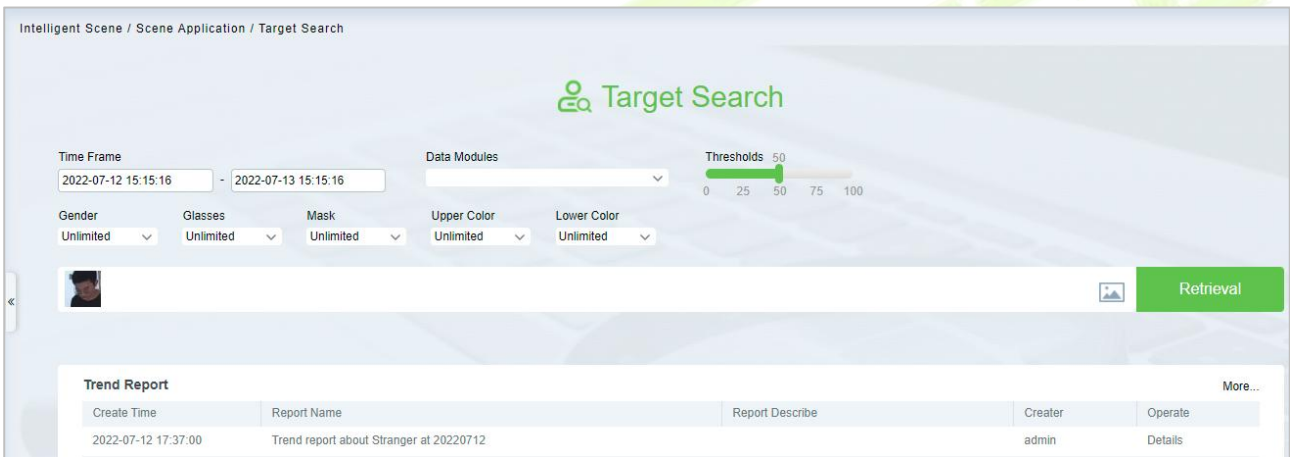 Intelligent Scene / Scene Application / Target Search
Target Search
Time Frame Data Modules Thresholds 50
2022-07-12 15:15:16 - 2022-07-13 15:15:16
0 25 50 75 100
Gender Glasses Mask Upper Color Lower Color
Unlimited Unlimited Unlimited Unlimited Unlimited
«
Retrieval
Trend Report More...
Create Time Report Name Report Describe Creater Operate
2022-07-12 17:37:00 Trend report about Stranger at 20220712 admin Details